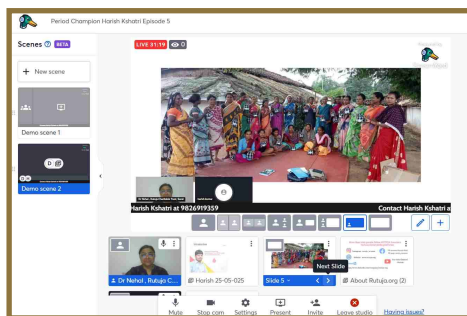 Period Champion Harish Kshatri Episode 5
Scenes
BETA
LIVE 31:19
0
+ New scene
Demo scene 1
D
Demo scene 2
Harish Kshatri at 9826919359
Contact Harish Kshatri a
Dr Nehol , Rutuja C...
Harish 25-05-025
Slide 5
Next Slide
About Rutuja.org (2)
Mute
Stop cam
Settings
Present
Invite
Leave studio
Having issues?